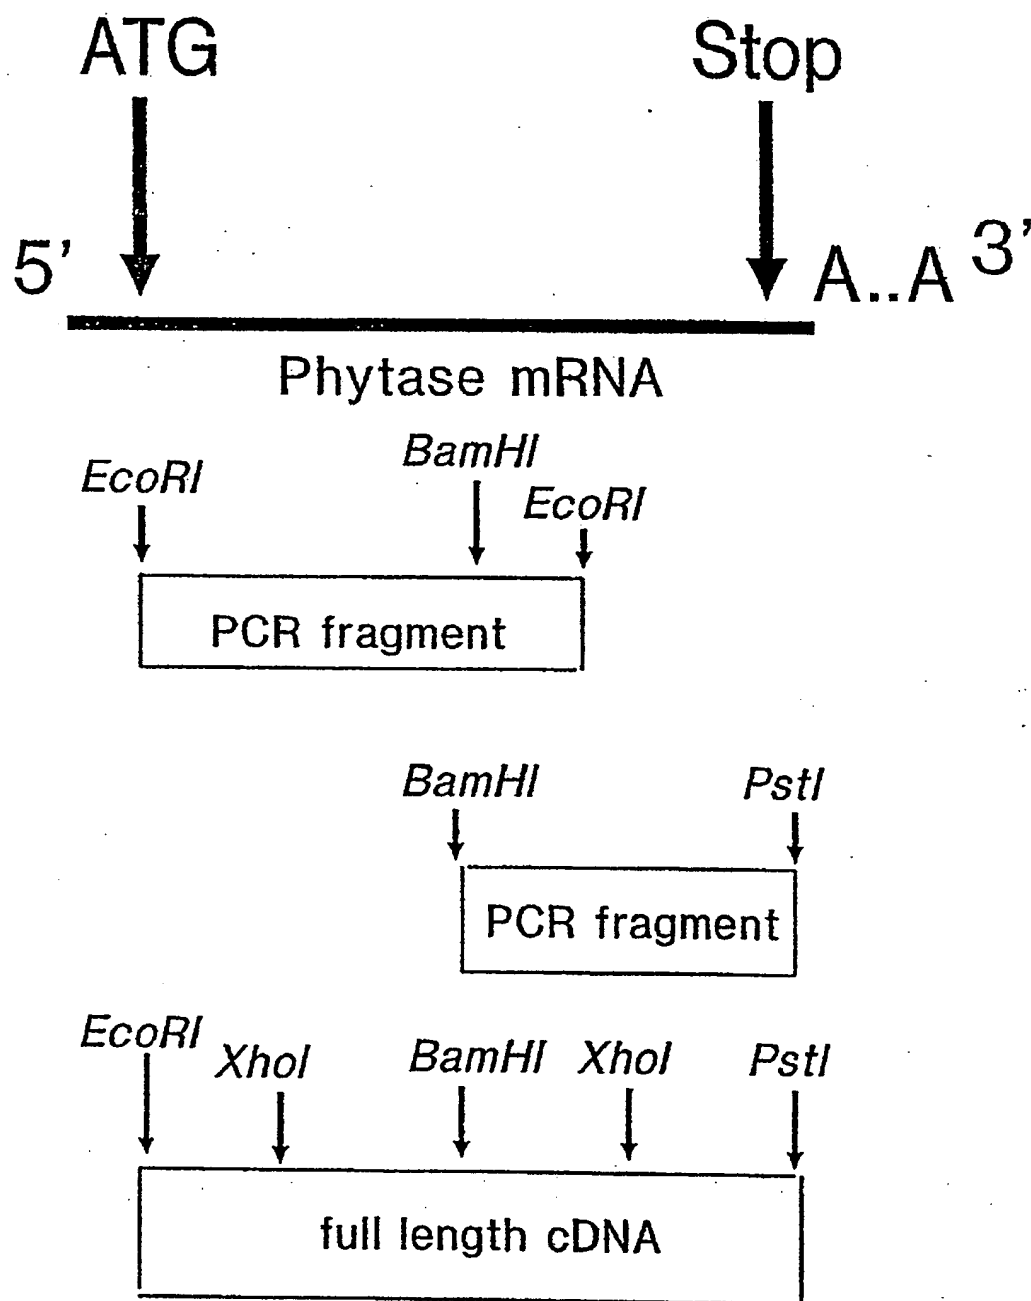 ATG Stop
5' A..A 3'
Phytase mRNA
BamHI
EcoRI EcoRI
PCR fragment
BamHI PstI
PCR fragment
EcoRI XhoI BamHI XhoI PstI
full length cDNA